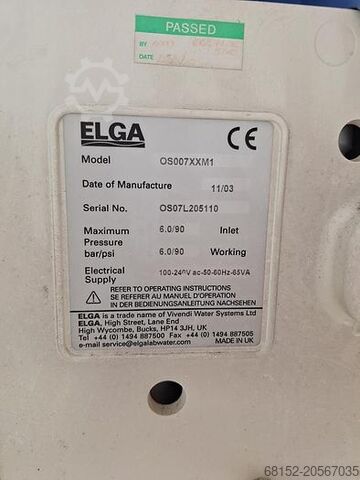 PASSED
BY
DATE
ELGA
CE
Model OS007XXM1
Date of Manufacture 11/03
Serial No. OS07L205110
Maximum 6.0/90 Inlet
Pressure
bar/psi 6.0/90 Working
Electrical 100-240V ac-50-60Hz-65VA
Supply
REFER TO OPERATING INSTRUCTIONS
SE REFERER AU MANUEL D'OPERATION
IN BEDIENUNGSANLEITUNG NACHSEHEN
ELGA is a trade name of Vivendi Water Systems Ltd
ELGA, High Street, Lane End
High Wycombe, Bucks, HP14 3JH, UK
Tel +44 (0) 1494 887500 Fax +44 (0) 1494 887505
e-mail service@elgalabwater.com MADE IN UK
68152-20567035